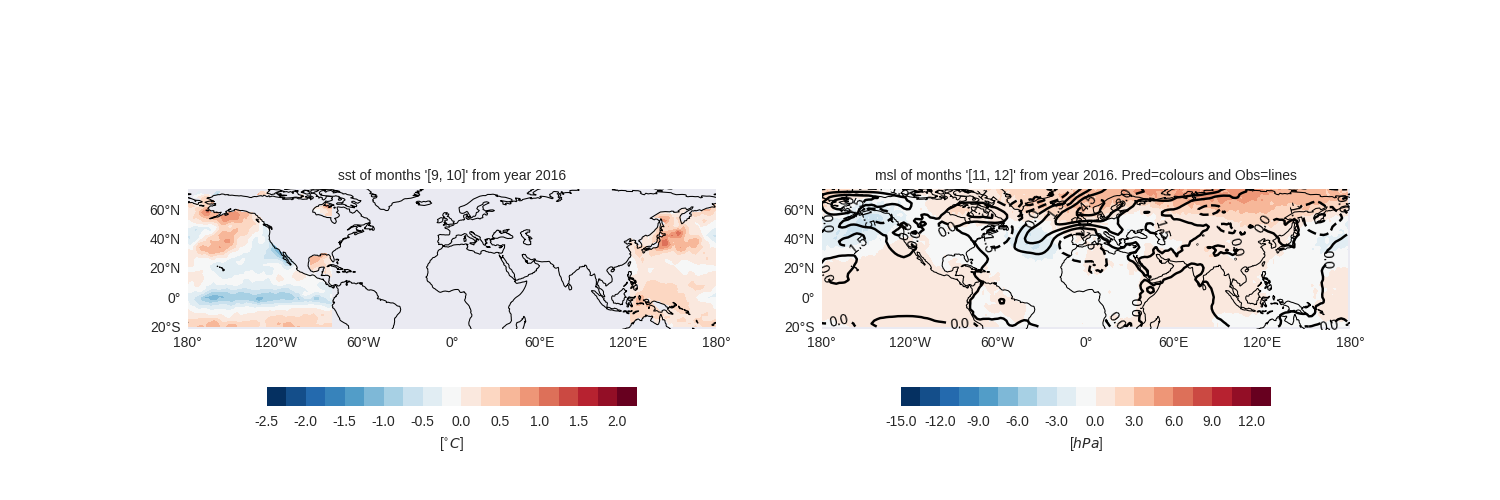 sst of months '[9, 10]' from year 2016
60°N
40°N
20°N
0°
20°S
180° 120°W 60°W 0° 60°E 120°E 180°
-2.5 -2.0 -1.5 -1.0 -0.5 0.0 0.5 1.0 1.5 2.0
[°C]
msl of months '[11, 12]' from year 2016. Pred=colours and Obs=lines
60°N
40°N
20°N
0°
20°S
0.0
0.0
0.0
180° 120°W 60°W 0° 60°E 120°E 180°
-15.0 -12.0 -9.0 -6.0 -3.0 0.0 3.0 6.0 9.0 12.0
[hPa]